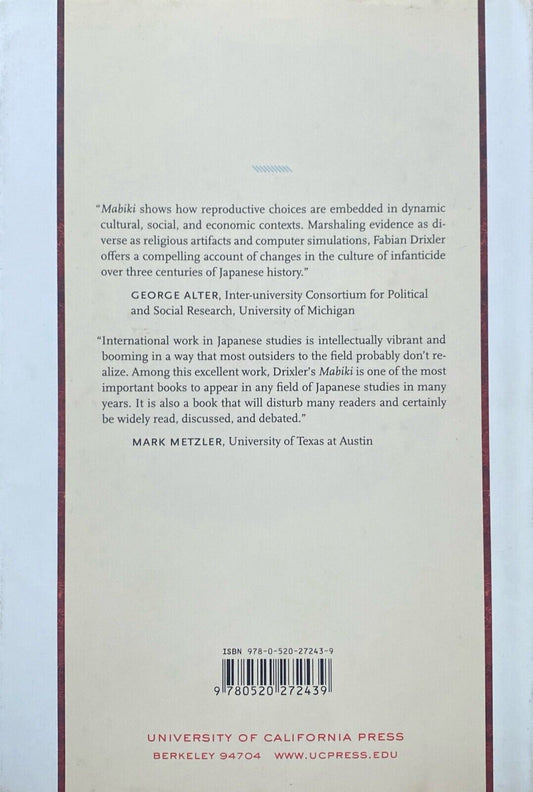 “Mabiki shows how reproductive choices are embedded in dynamic
cultural, social, and economic contexts. Marshaling evidence as di-
verse as religious artifacts and computer simulations, Fabian Drixler
offers a compelling account of changes in the culture of infanticide
over three centuries of Japanese history.”
GEORGE ALTER, Inter-university Consortium for Political
and Social Research, University of Michigan
“International work in Japanese studies is intellectually vibrant and
booming in a way that most outsiders to the field probably don’t re-
alize. Among this excellent work, Drixler’s Mabiki is one of the most
important books to appear in any field of Japanese studies in many
years. It is also a book that will disturb many readers and certainly
be widely read, discussed, and debated.”
MARK METZLER, University of Texas at Austin
ISBN 978-0-520-27243-9
9 780520 272439
UNIVERSITY OF CALIFORNIA PRESS
BERKELEY 94704 WWW.UCPRESS.EDU